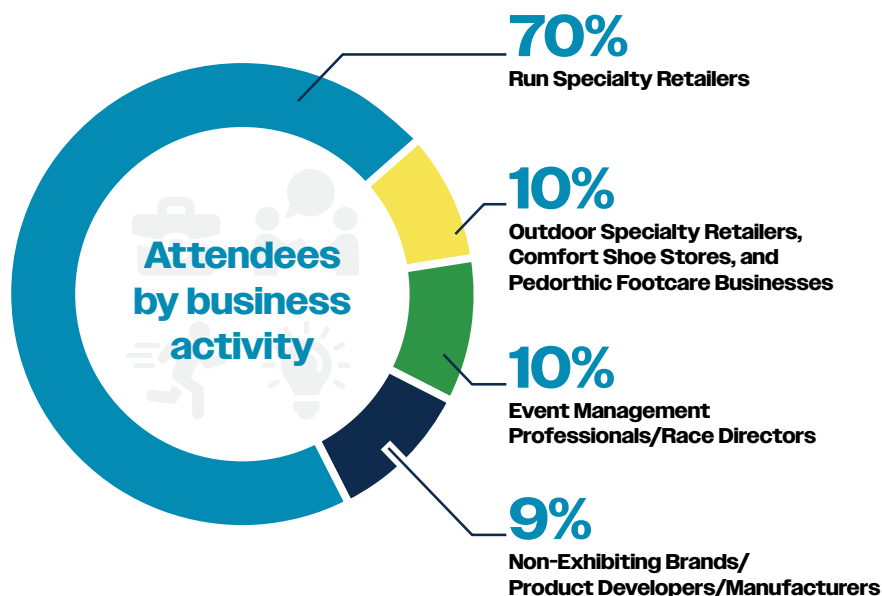 Attendees
by business
activity
70%
Run Specialty Retailers
10%
Outdoor Specialty Retailers,
Comfort Shoe Stores, and
Pedorthic Footcare Businesses
10%
Event Management
Professionals/Race Directors
9%
Non-Exhibiting Brands/
Product Developers/Manufacturers